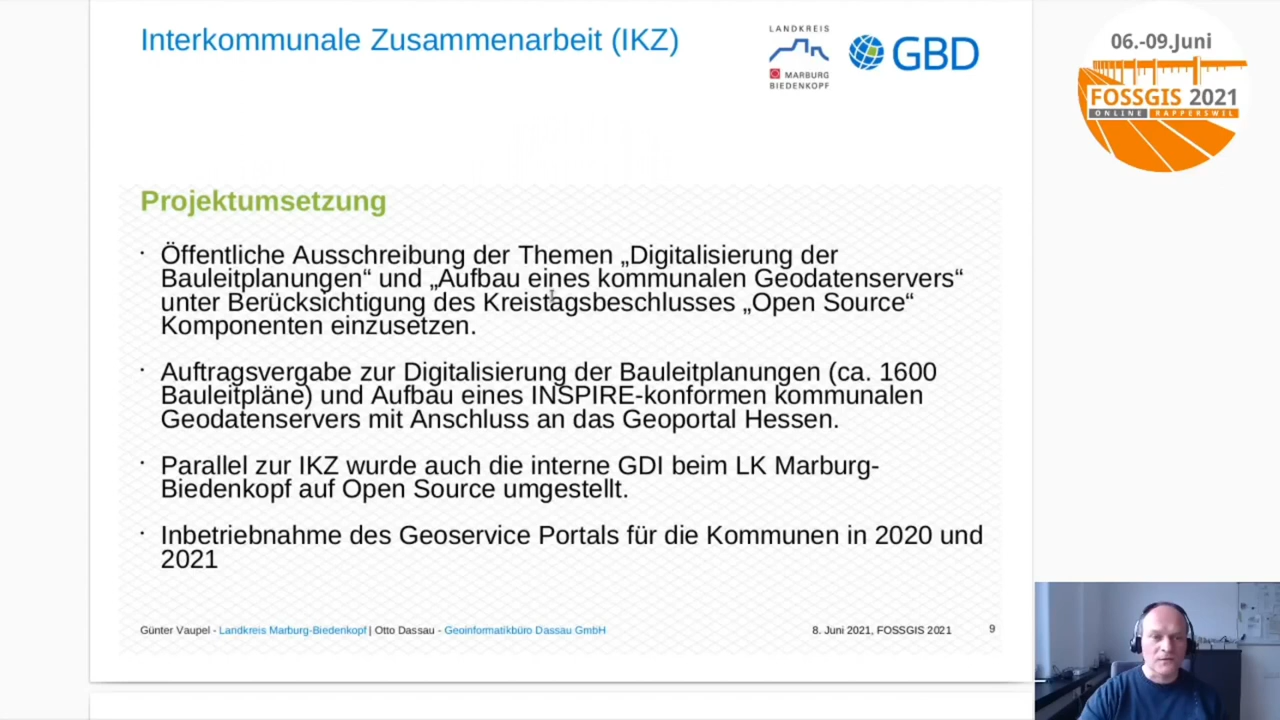 Interkommunale Zusammenarbeit (IKZ)
LANDKREIS
MARBURG
BIEDENKOPF
GBD
06.-09.Juni
FOSSGIS 2021
ONLINE RAPPERSWIL
Projektumsetzung
· Öffentliche Ausschreibung der Themen „Digitalisierung der
Bauleitplanungen“ und „Aufbau eines kommunalen Geodatenservers“
unter Berücksichtigung des Kreistagsbeschlusses „Open Source“
Komponenten einzusetzen.
· Auftragsvergabe zur Digitalisierung der Bauleitplanungen (ca. 1600
Bauleitpläne) und Aufbau eines INSPIRE-konformen kommunalen
Geodatenservers mit Anschluss an das Geoportal Hessen.
· Parallel zur IKZ wurde auch die interne GDI beim LK Marburg-
Biedenkopf auf Open Source umgestellt.
· Inbetriebnahme des Geoservice Portals für die Kommunen in 2020 und
2021
Günter Vaupel - Landkreis Marburg-Biedenkopf | Otto Dassau - Geoinformatikbüro Dassau GmbH
8. Juni 2021, FOSSGIS 2021
9